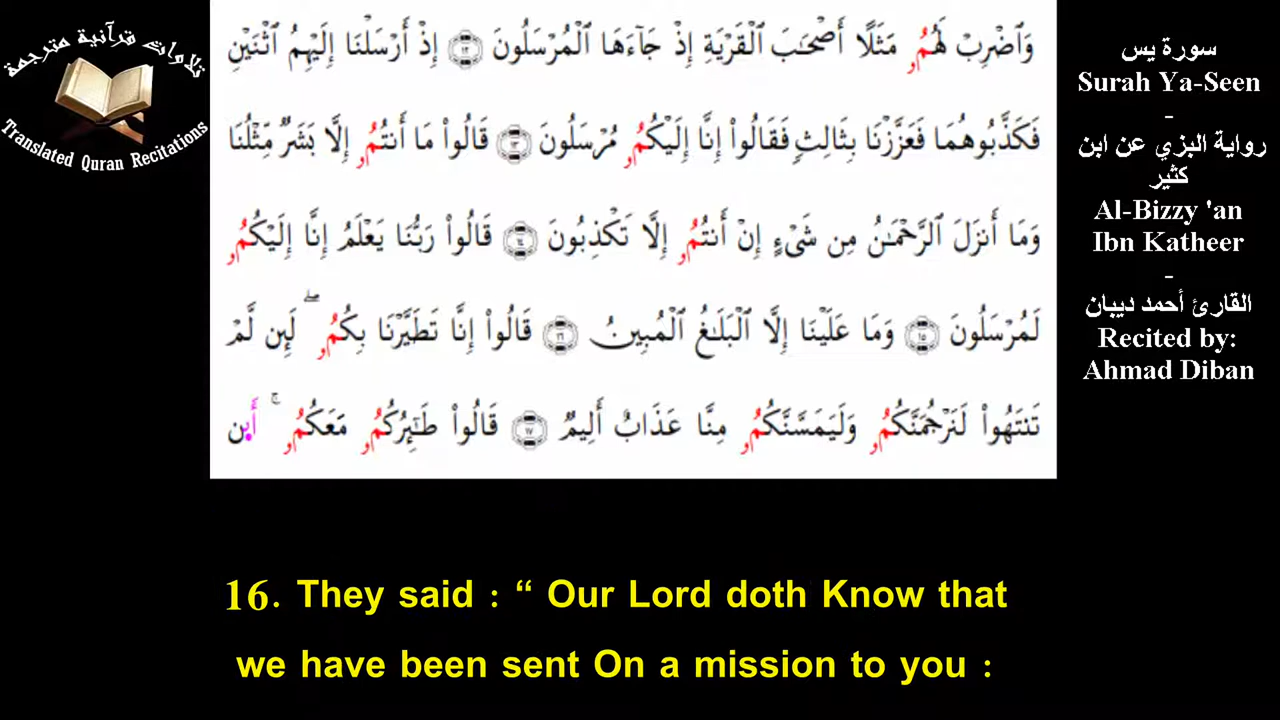 تلاوات قرآنية مترجمة
Translated Quran Recitations
وَٱضْرِبْ لَهُمُۥ مَثَلًا أَصْحَٰبَ ٱلْقَرْيَةِ إِذْ جَآءَهَا ٱلْمُرْسَلُونَ ١٢ إِذْ أَرْسَلْنَا إِلَيْهِمُ ٱثْنَيْنِ
فَكَذَّبُوهُمَا فَعَزَّزْنَا بِثَالِثٍ فَقَالُوا۟ إِنَّا إِلَيْكُمُۥ مُرْسَلُونَ ١٣ قَالُوا۟ مَا أَنتُمُۥ إِلَّا بَشَرٌ مِّثْلُنَا
وَمَا أَنزَلَ ٱلرَّحْمَٰنُ مِن شَىْءٍ إِنْ أَنتُمُۥ إِلَّا تَكْذِبُونَ ١٤ قَالُوا۟ رَبُّنَا يَعْلَمُ إِنَّا إِلَيْكُمُۥ
لَمُرْسَلُونَ ١٥ وَمَا عَلَيْنَا إِلَّا ٱلْبَلَٰغُ ٱلْمُبِينُ ١٦ قَالُوا۟ إِنَّا تَطَيَّرْنَا بِكُمُۥ ۖ لَئِن لَّمْ
تَنتَهُوا۟ لَنَرْجُمَنَّكُمُۥ وَلَيَمَسَّنَّكُمُۥ مِنَّا عَذَابٌ أَلِيمٌ ١٧ قَالُوا۟ طَٰٓئِرُكُمُۥ مَعَكُمُۥ ۚ أَىِٕن
سورة يس
Surah Ya-Seen
-
رواية البزي عن ابن
كثير
Al-Bizzy 'an
Ibn Katheer
-
القارئ أحمد ديبان
Recited by:
Ahmad Diban
16. They said : “ Our Lord doth Know that
we have been sent On a mission to you :